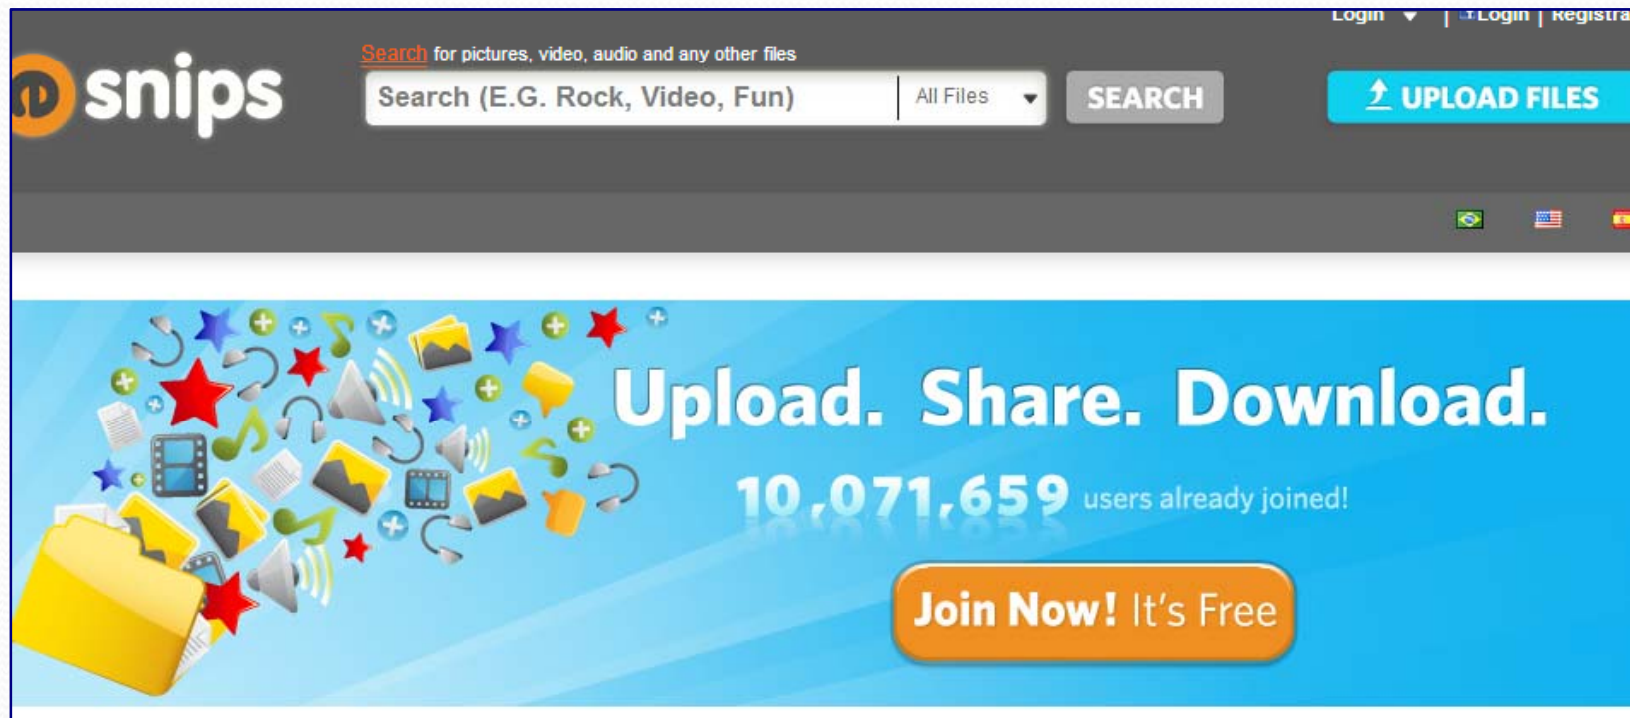 Login | Login | Registra
Search for pictures, video, audio and any other files
snips
Search (E.G. Rock, Video, Fun)
All Files
SEARCH
UPLOAD FILES
Upload. Share. Download.
10,071,659 users already joined!
Join Now! It's Free